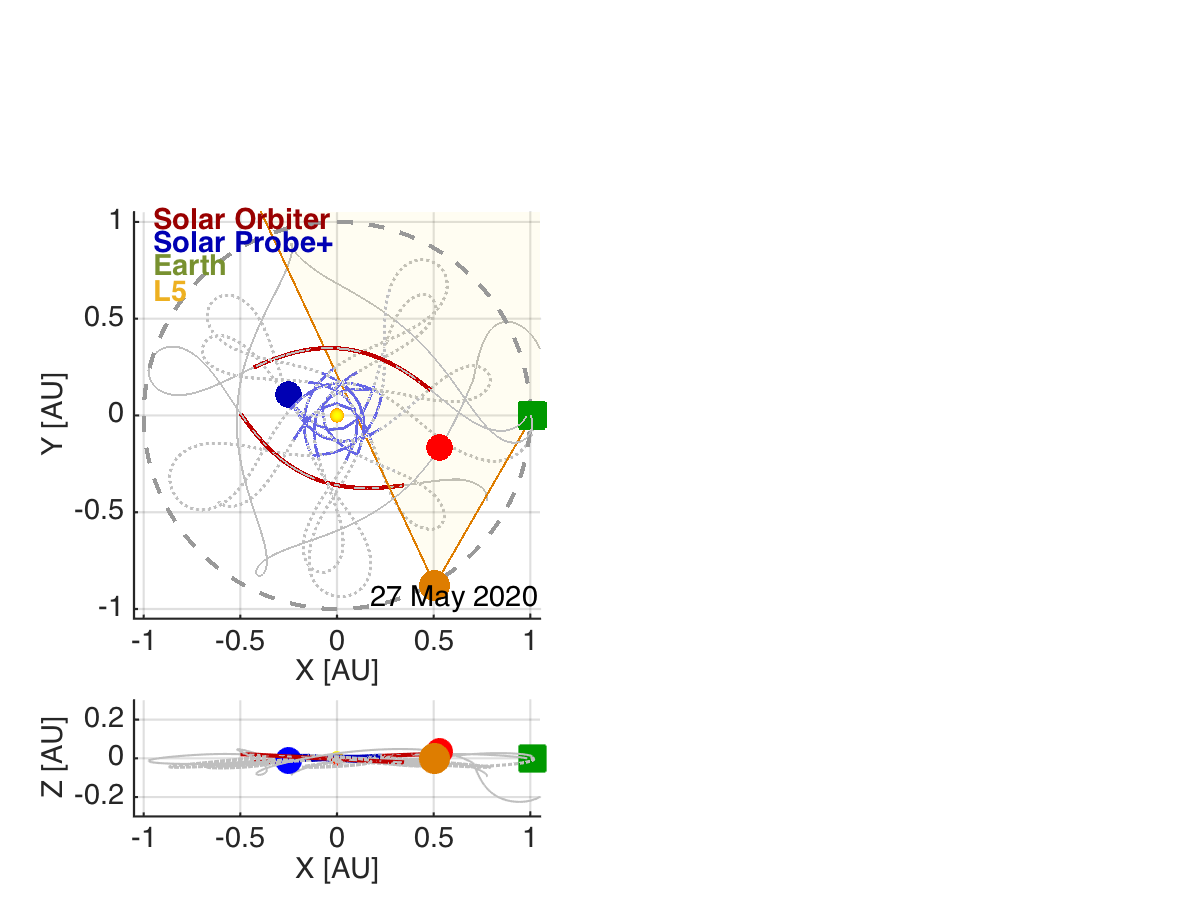 Solar Orbiter
Solar Probe+
Earth
L5
1
0.5
0
-0.5
-1
Y [AU]
27 May 2020
-1 -0.5 0 0.5 1
X [AU]
0.2
0
-0.2
Z [AU]
-1 -0.5 0 0.5 1
X [AU]